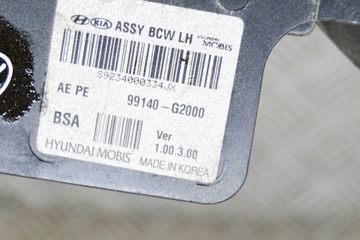 HYUNDAI KIA ASSY BCW LH MOBIS
H
S9234000334JX
AE PE 99140-G2000
BSA Ver
1.00.3.00
HYUNDAI MOBIS MADE IN KOREA